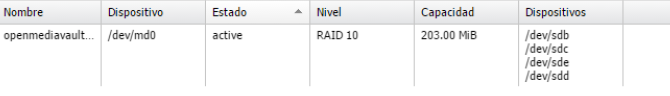 Nombre Dispositivo Estado Nivel Capacidad Dispositivos
openmediavault... /dev/md0 active RAID 10 203.00 MiB /dev/sdb
/dev/sdc
/dev/sde
/dev/sdd